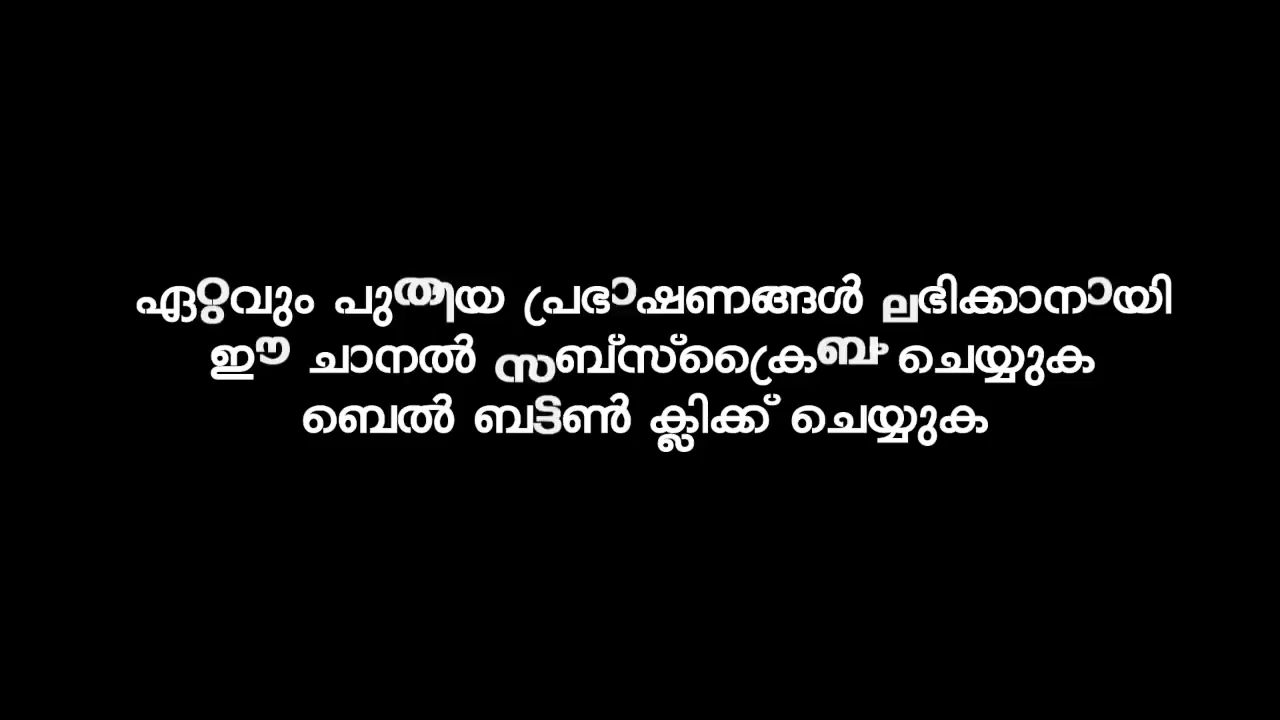 ഏറ്റവും പുതിയ പ്രഭാഷണങ്ങൾ ലഭിക്കാനായി
ഈ ചാനൽ സബ്സ്ക്രൈബ് ചെയ്യുക
ബെൽ ബട്ടൺ ക്ലിക്ക് ചെയ്യുക